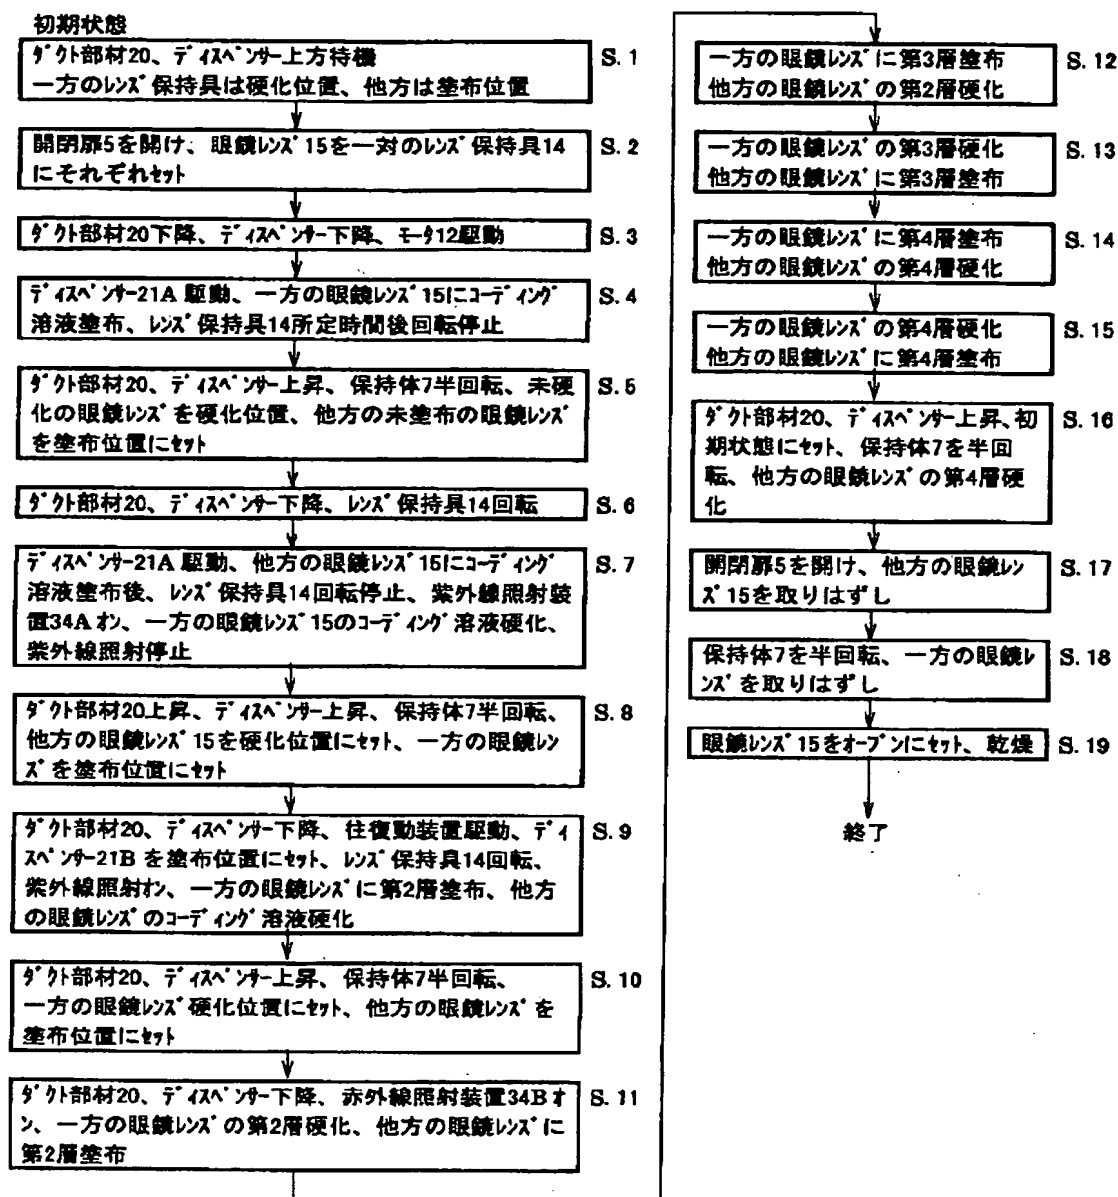 初期状態
ダクト部材20、ディスペンサー上方待機
一方のレンズ保持具は硬化位置、他方は塗布位置
S. 1
開閉扉5を開け、眼鏡レンズ15を一対のレンズ保持具14
にそれぞれセット
S. 2
ダクト部材20下降、ディスペンサー下降、モータ12駆動
S. 3
ディスペンサー21A 駆動、一方の眼鏡レンズ15にコーディング
溶液塗布、レンズ保持具14所定時間後回転停止
S. 4
ダクト部材20、ディスペンサー上昇、保持体7半回転、未硬
化の眼鏡レンズを硬化位置、他方の未塗布の眼鏡レンズ
を塗布位置にセット
S. 5
ダクト部材20、ディスペンサー下降、レンズ保持具14回転
S. 6
ディスペンサー21A 駆動、他方の眼鏡レンズ15にコーディング
溶液塗布後、レンズ保持具14回転停止、紫外線照射装
置34Aオン、一方の眼鏡レンズ15のコーディング溶液硬化、
紫外線照射停止
S. 7
ダクト部材20上昇、ディスペンサー上昇、保持体7半回転、
他方の眼鏡レンズ15を硬化位置にセット、一方の眼鏡レン
ズを塗布位置にセット
S. 8
ダクト部材20、ディスペンサー下降、往復動装置駆動、ディ
スペンサー21Bを塗布位置にセット、レンズ保持具14回転、
紫外線照射オン、一方の眼鏡レンズに第2層塗布、他方
の眼鏡レンズのコーディング溶液硬化
S. 9
ダクト部材20、ディスペンサー上昇、保持体7半回転、
一方の眼鏡レンズ硬化位置にセット、他方の眼鏡レンズを
塗布位置にセット
S. 10
ダクト部材20、ディスペンサー下降、赤外線照射装置34Bオ
ン、一方の眼鏡レンズの第2層硬化、他方の眼鏡レンズに
第2層塗布
S. 11
一方の眼鏡レンズに第3層塗布
他方の眼鏡レンズの第2層硬化
S. 12
一方の眼鏡レンズの第3層硬化
他方の眼鏡レンズに第3層塗布
S. 13
一方の眼鏡レンズに第4層塗布
他方の眼鏡レンズの第4層硬化
S. 14
一方の眼鏡レンズの第4層硬化
他方の眼鏡レンズに第4層塗布
S. 15
ダクト部材20、ディスペンサー上昇、初
期状態にセット、保持体7を半回
転、他方の眼鏡レンズの第4層硬
化
S. 16
開閉扉5を開け、他方の眼鏡レン
ズ15を取りはずし
S. 17
保持体7を半回転、一方の眼鏡レ
ンズを取りはずし
S. 18
眼鏡レンズ15をオーブンにセット、乾燥
S. 19
終了